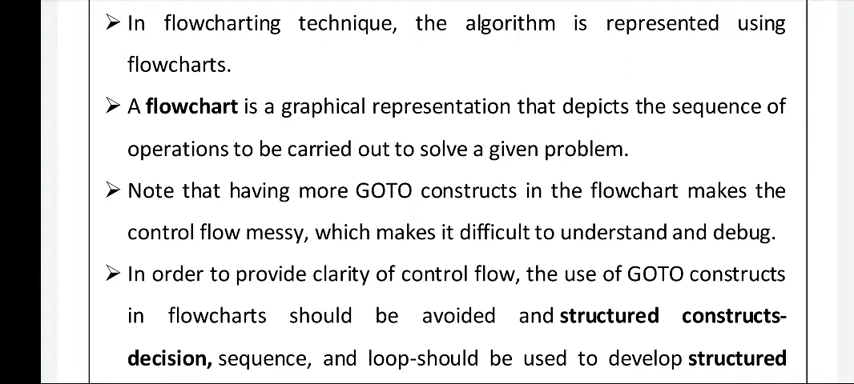 ➢ In flowcharting technique, the algorithm is represented using
flowcharts.
➢ A flowchart is a graphical representation that depicts the sequence of
operations to be carried out to solve a given problem.
➢ Note that having more GOTO constructs in the flowchart makes the
control flow messy, which makes it difficult to understand and debug.
➢ In order to provide clarity of control flow, the use of GOTO constructs
in flowcharts should be avoided and structured constructs-
decision, sequence, and loop-should be used to develop structured